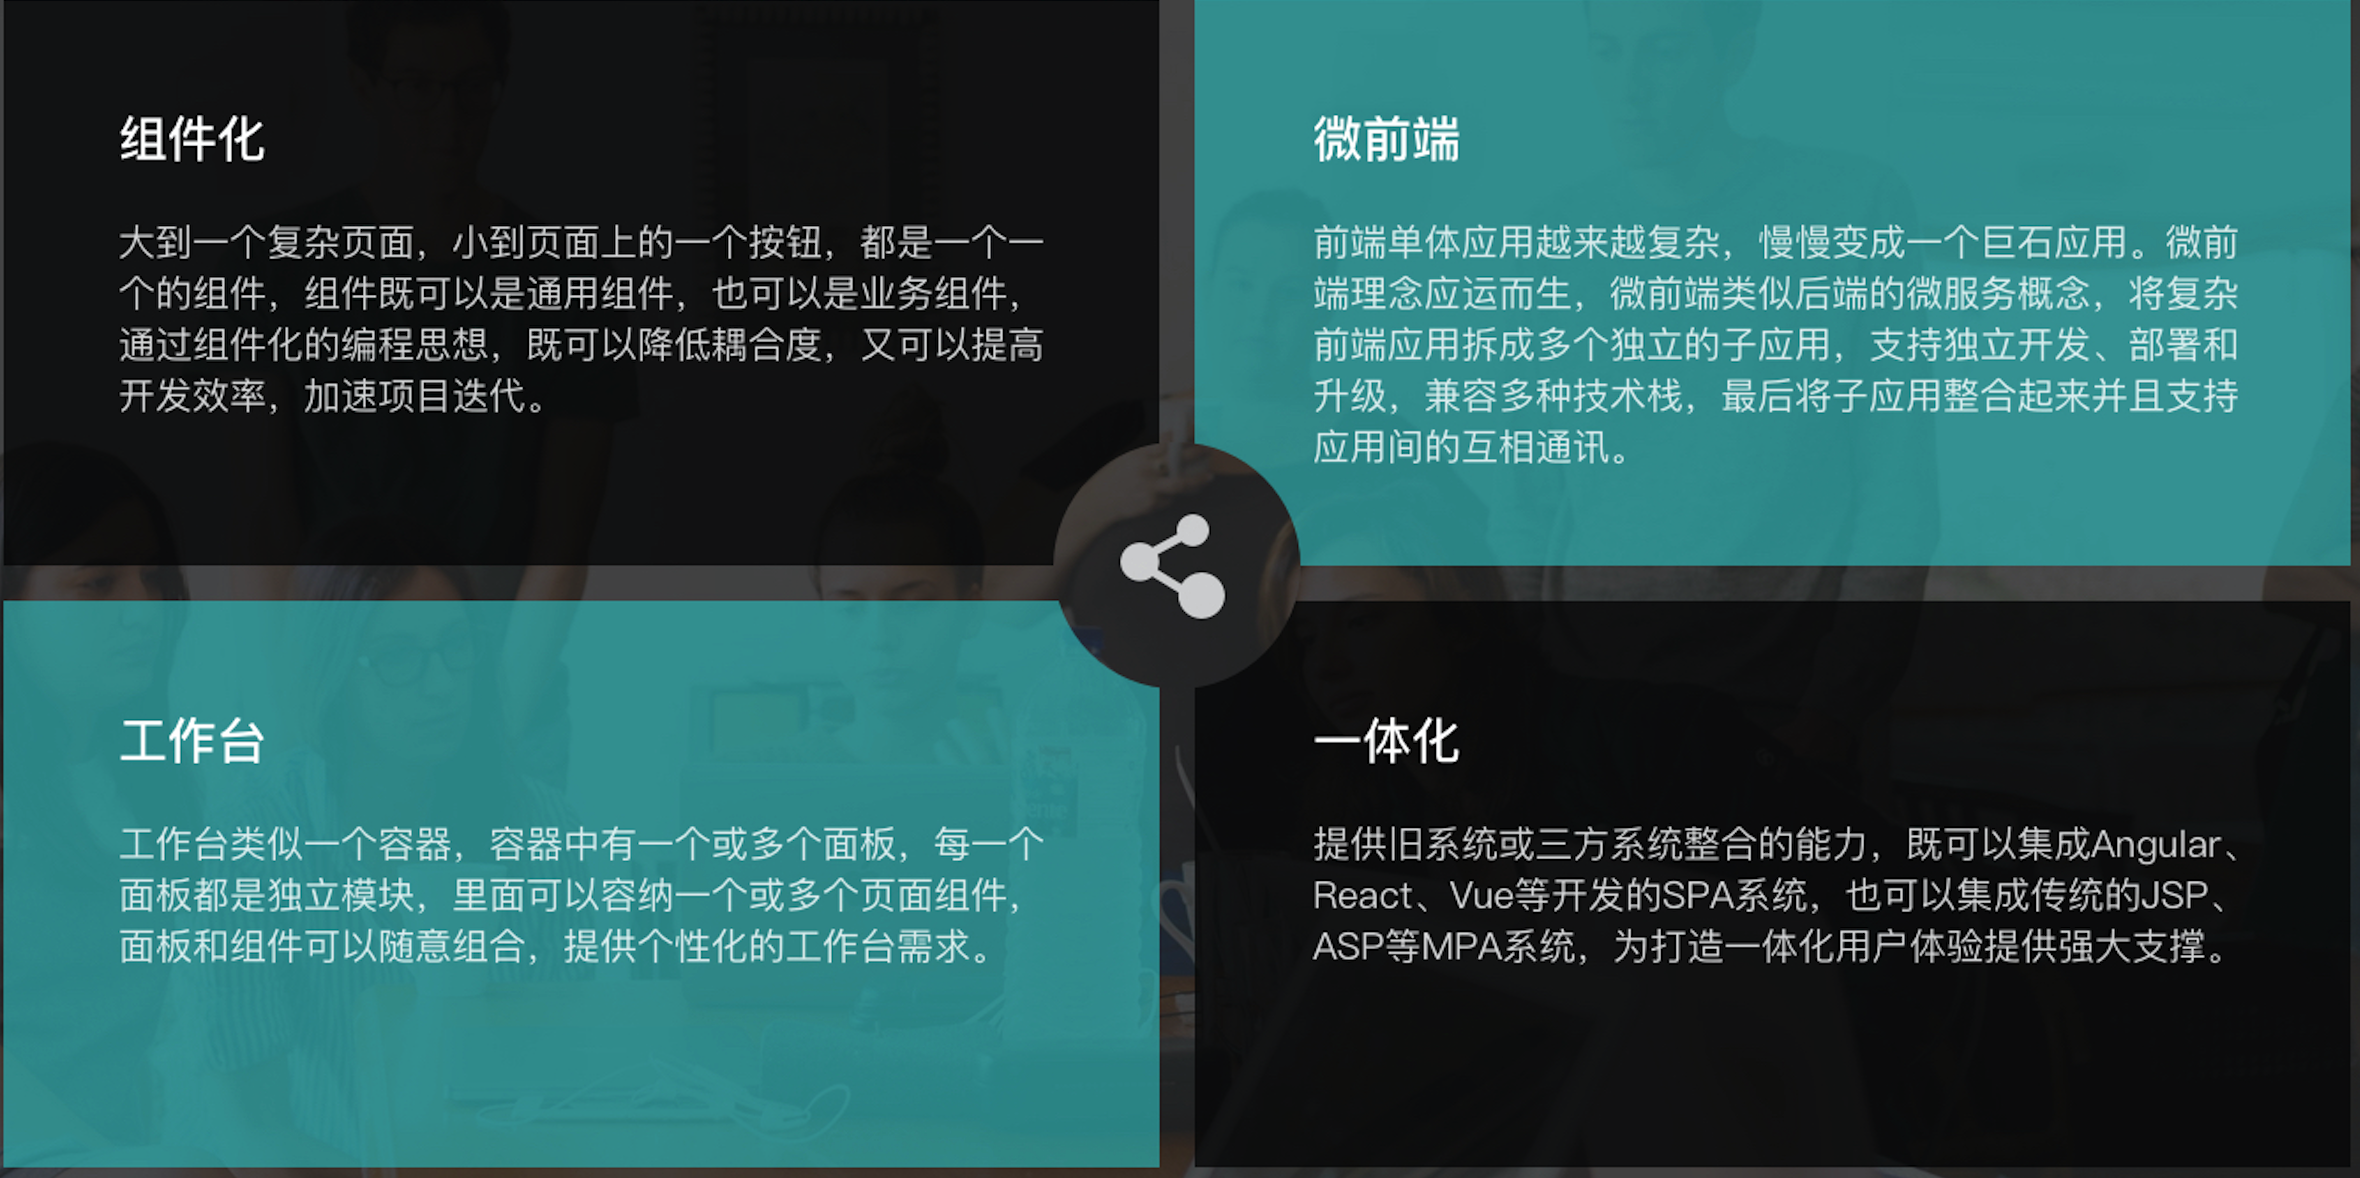 组件化
大到一个复杂页面，小到页面上的一个按钮，都是一个一
个的组件，组件既可以是通用组件，也可以是业务组件，
通过组件化的编程思想，既可以降低耦合度，又可以提高
开发效率，加速项目迭代。
微前端
前端单体应用越来越复杂，慢慢变成一个巨石应用。微前
端理念应运而生，微前端类似后端的微服务概念，将复杂
前端应用拆成多个独立的子应用，支持独立开发、部署和
升级，兼容多种技术栈，最后将子应用整合起来并且支持
应用间的互相通讯。
工作台
工作台类似一个容器，容器中有一个或多个面板，每一个
面板都是独立模块，里面可以容纳一个或多个页面组件，
面板和组件可以随意组合，提供个性化的工作台需求。
一体化
提供旧系统或三方系统整合的能力，既可以集成Angular、
React、Vue等开发的SPA系统，也可以集成传统的JSP、
ASP等MPA系统，为打造一体化用户体验提供强大支撑。